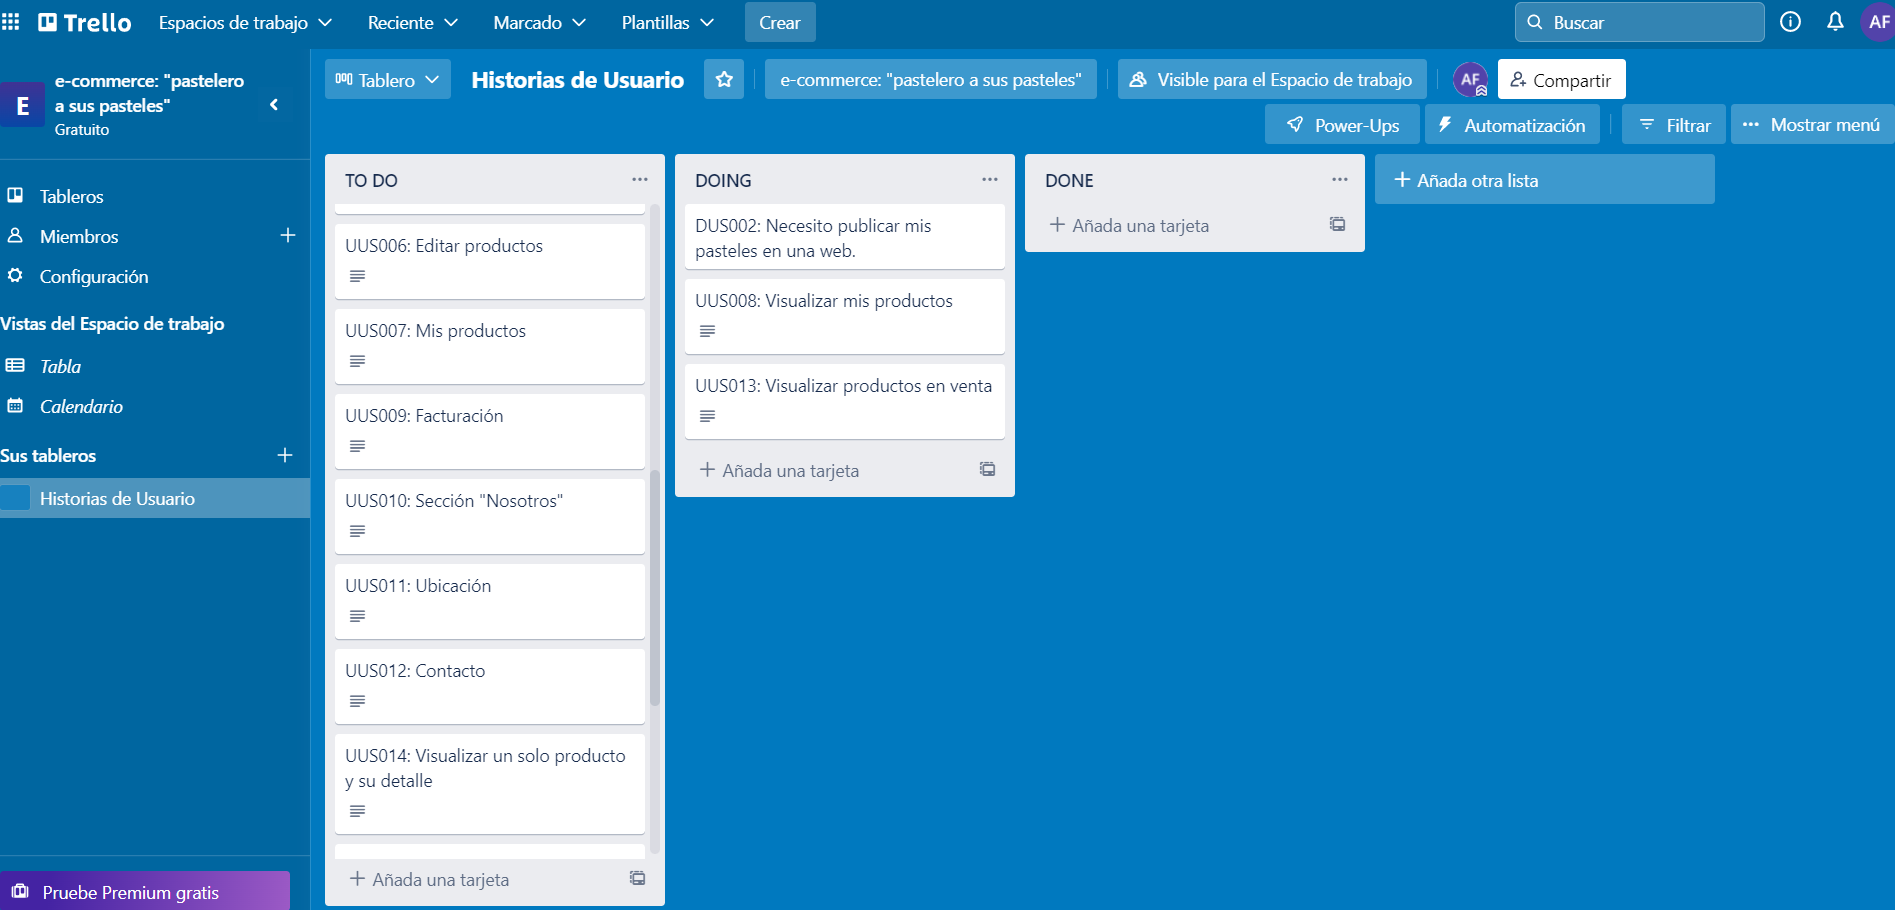 Trello
Espacios de trabajo
Reciente
Marcado
Plantillas
Crear
Buscar
AF
E
e-commerce: "pastelero
a sus pasteles"
Gratuito
Tableros
Miembros
Configuración
Vistas del Espacio de trabajo
Tabla
Calendario
Sus tableros
Historias de Usuario
Pruebe Premium gratis
Tablero
Historias de Usuario
e-commerce: "pastelero a sus pasteles"
Visible para el Espacio de trabajo
AF
Compartir
Power-Ups
Automatización
Filtrar
Mostrar menú
TO DO
UUS006: Editar productos
UUS007: Mis productos
UUS009: Facturación
UUS010: Sección "Nosotros"
UUS011: Ubicación
UUS012: Contacto
UUS014: Visualizar un solo producto
y su detalle
Añada una tarjeta
DOING
DUS002: Necesito publicar mis
pasteles en una web.
UUS008: Visualizar mis productos
UUS013: Visualizar productos en venta
Añada una tarjeta
DONE
Añada una tarjeta
Añada otra lista